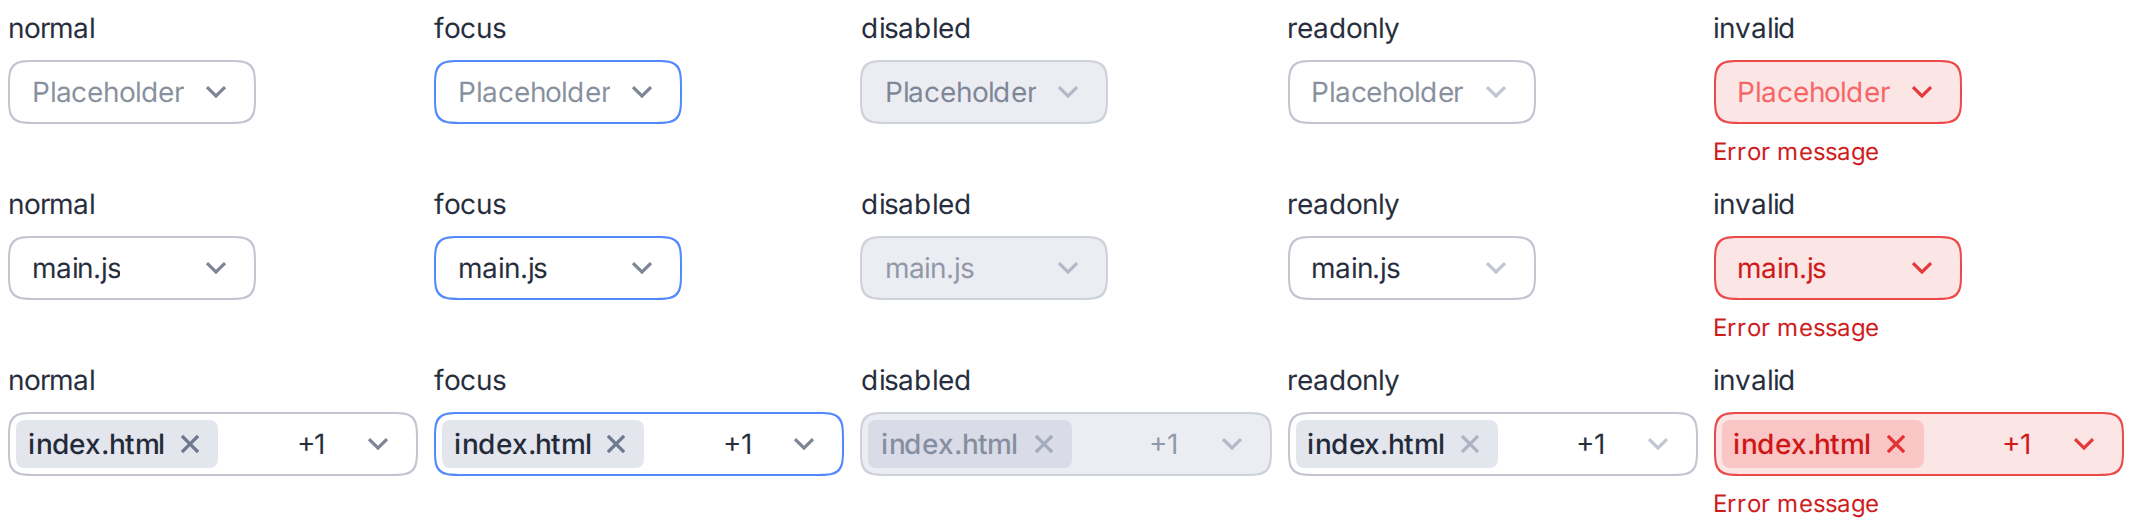 normal focus disabled readonly invalid
Placeholder Placeholder Placeholder Placeholder Placeholder
Error message
normal focus disabled readonly invalid
main.js main.js main.js main.js main.js
Error message
normal focus disabled readonly invalid
index.html +1 index.html +1 index.html +1 index.html +1 index.html +1
Error message